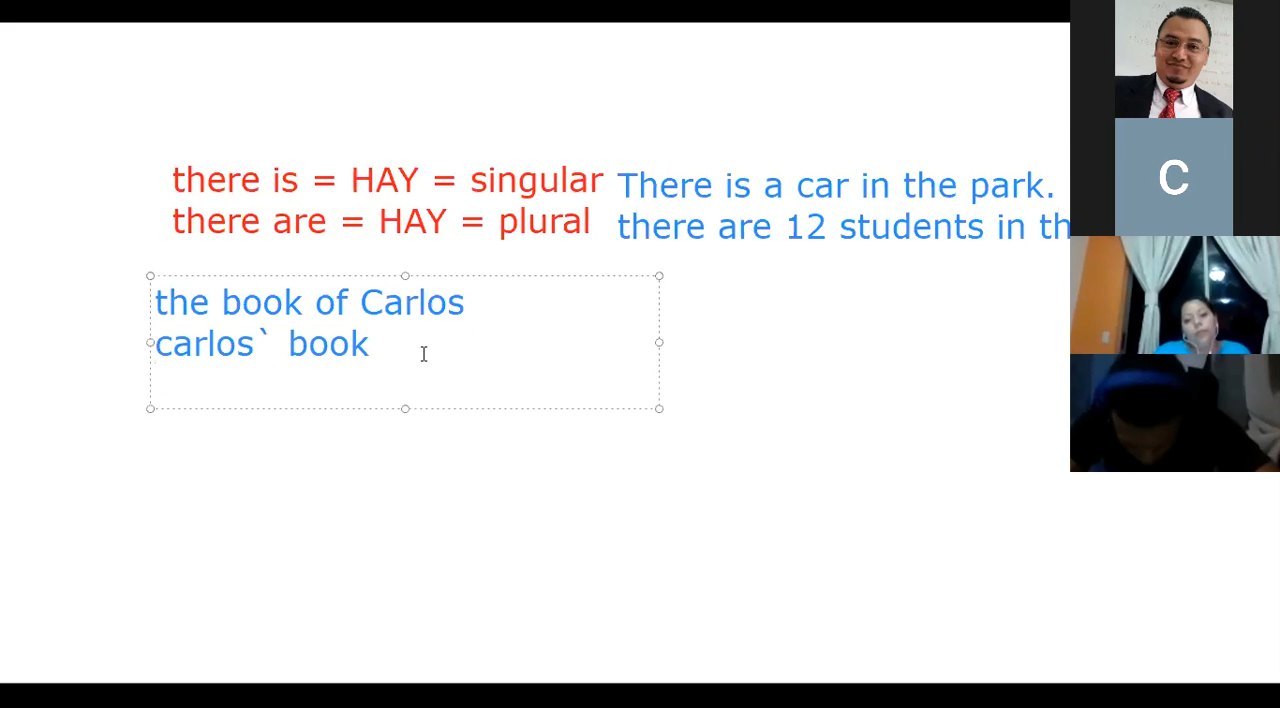 there is = HAY = singular
there are = HAY = plural
There is a car in the park.
there are 12 students in th
the book of Carlos
carlos` book
C